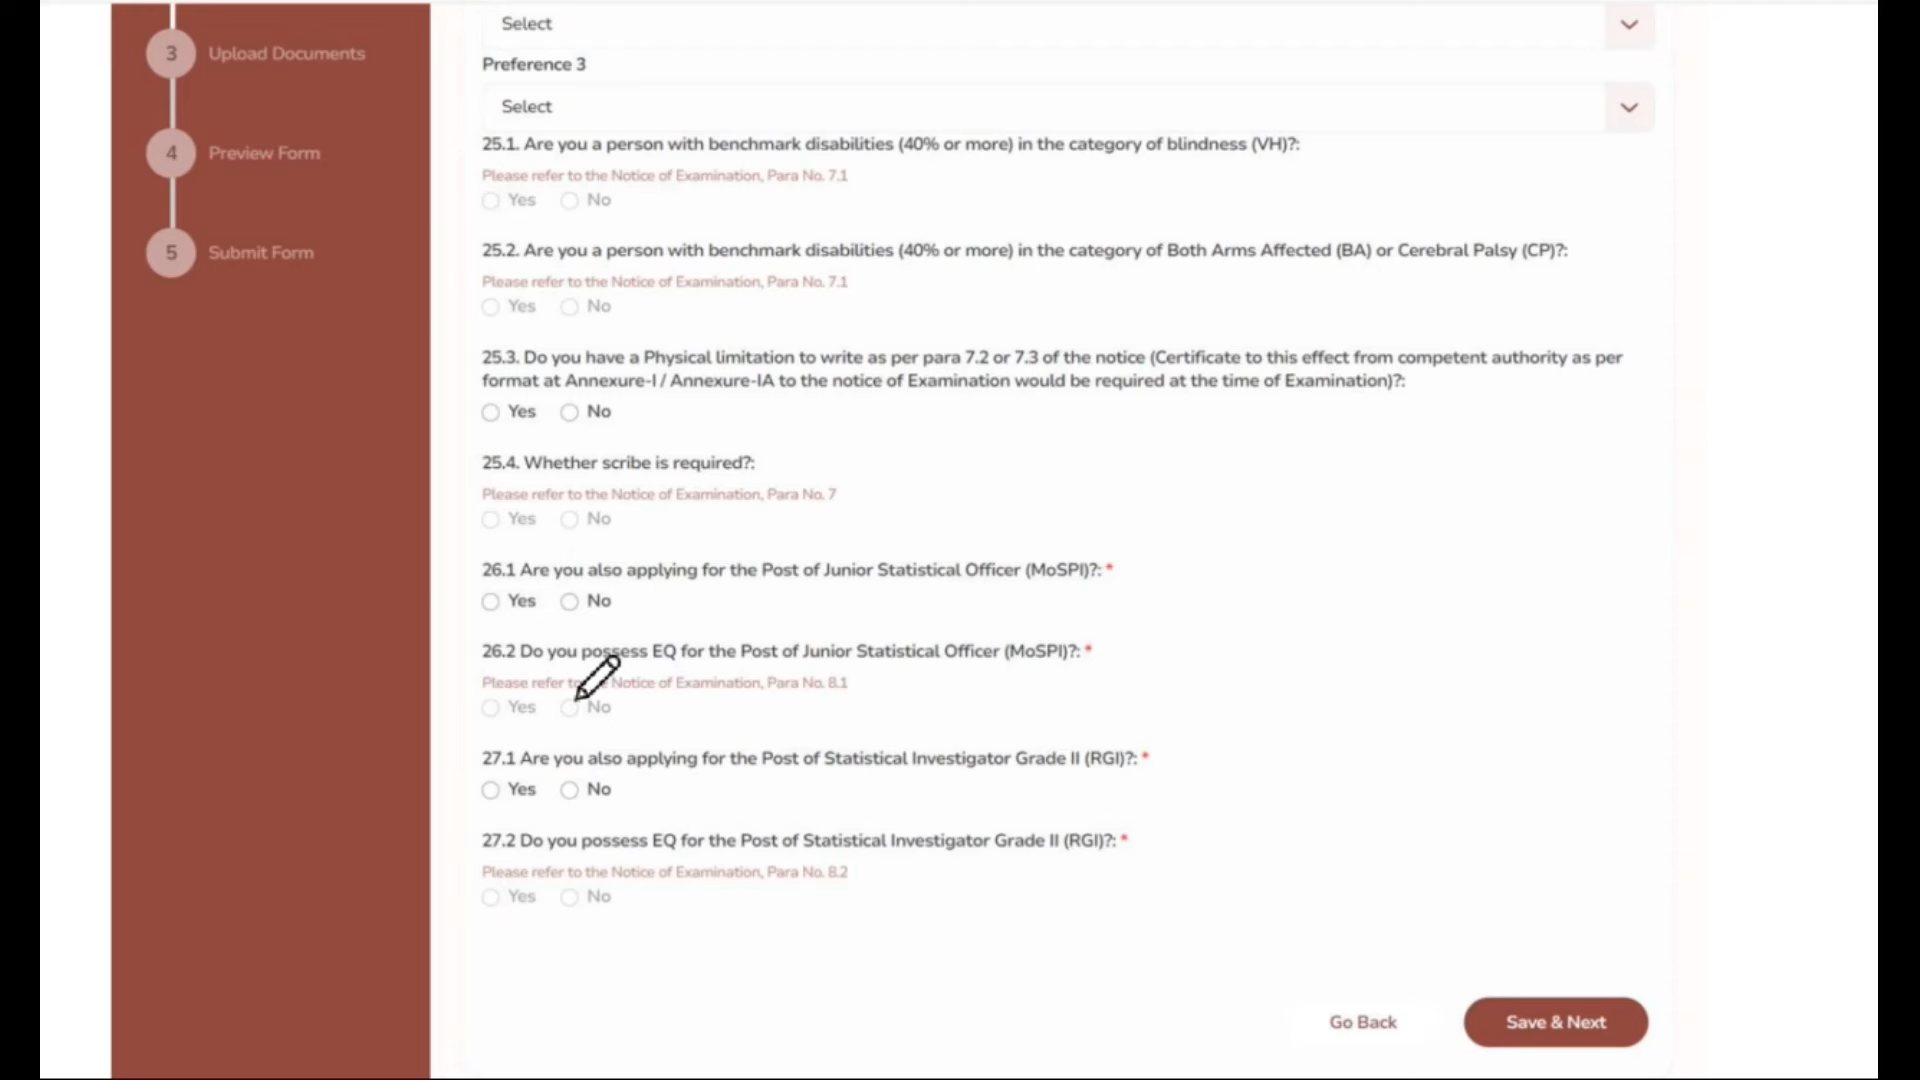 3 Upload Documents
4 Preview Form
5 Submit Form
Select
Preference 3
Select
25.1. Are you a person with benchmark disabilities (40% or more) in the category of blindness (VH)?:
Please refer to the Notice of Examination, Para No. 7.1
Yes No
25.2. Are you a person with benchmark disabilities (40% or more) in the category of Both Arms Affected (BA) or Cerebral Palsy (CP)?:
Please refer to the Notice of Examination, Para No. 7.1
Yes No
25.3. Do you have a Physical limitation to write as per para 7.2 or 7.3 of the notice (Certificate to this effect from competent authority as per
format at Annexure-I / Annexure-IA to the notice of Examination would be required at the time of Examination)?:
Yes No
25.4. Whether scribe is required?:
Please refer to the Notice of Examination, Para No. 7
Yes No
26.1 Are you also applying for the Post of Junior Statistical Officer (MoSPI)?: *
Yes No
26.2 Do you possess EQ for the Post of Junior Statistical Officer (MoSPI)?: *
Please refer to Notice of Examination, Para No. 8.1
Yes No
27.1 Are you also applying for the Post of Statistical Investigator Grade II (RGI)?: *
Yes No
27.2 Do you possess EQ for the Post of Statistical Investigator Grade II (RGI)?: *
Please refer to the Notice of Examination, Para No. 8.2
Yes No
Go Back
Save & Next